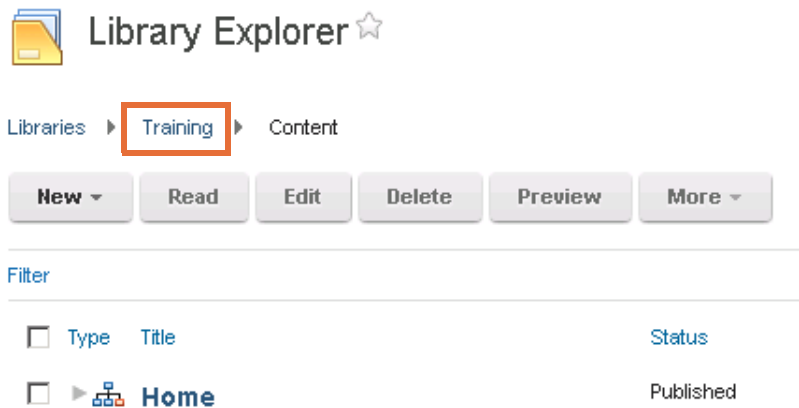 Library Explorer
Libraries Training Content
New Read Edit Delete Preview More
Filter
Type Title Status
Home Published